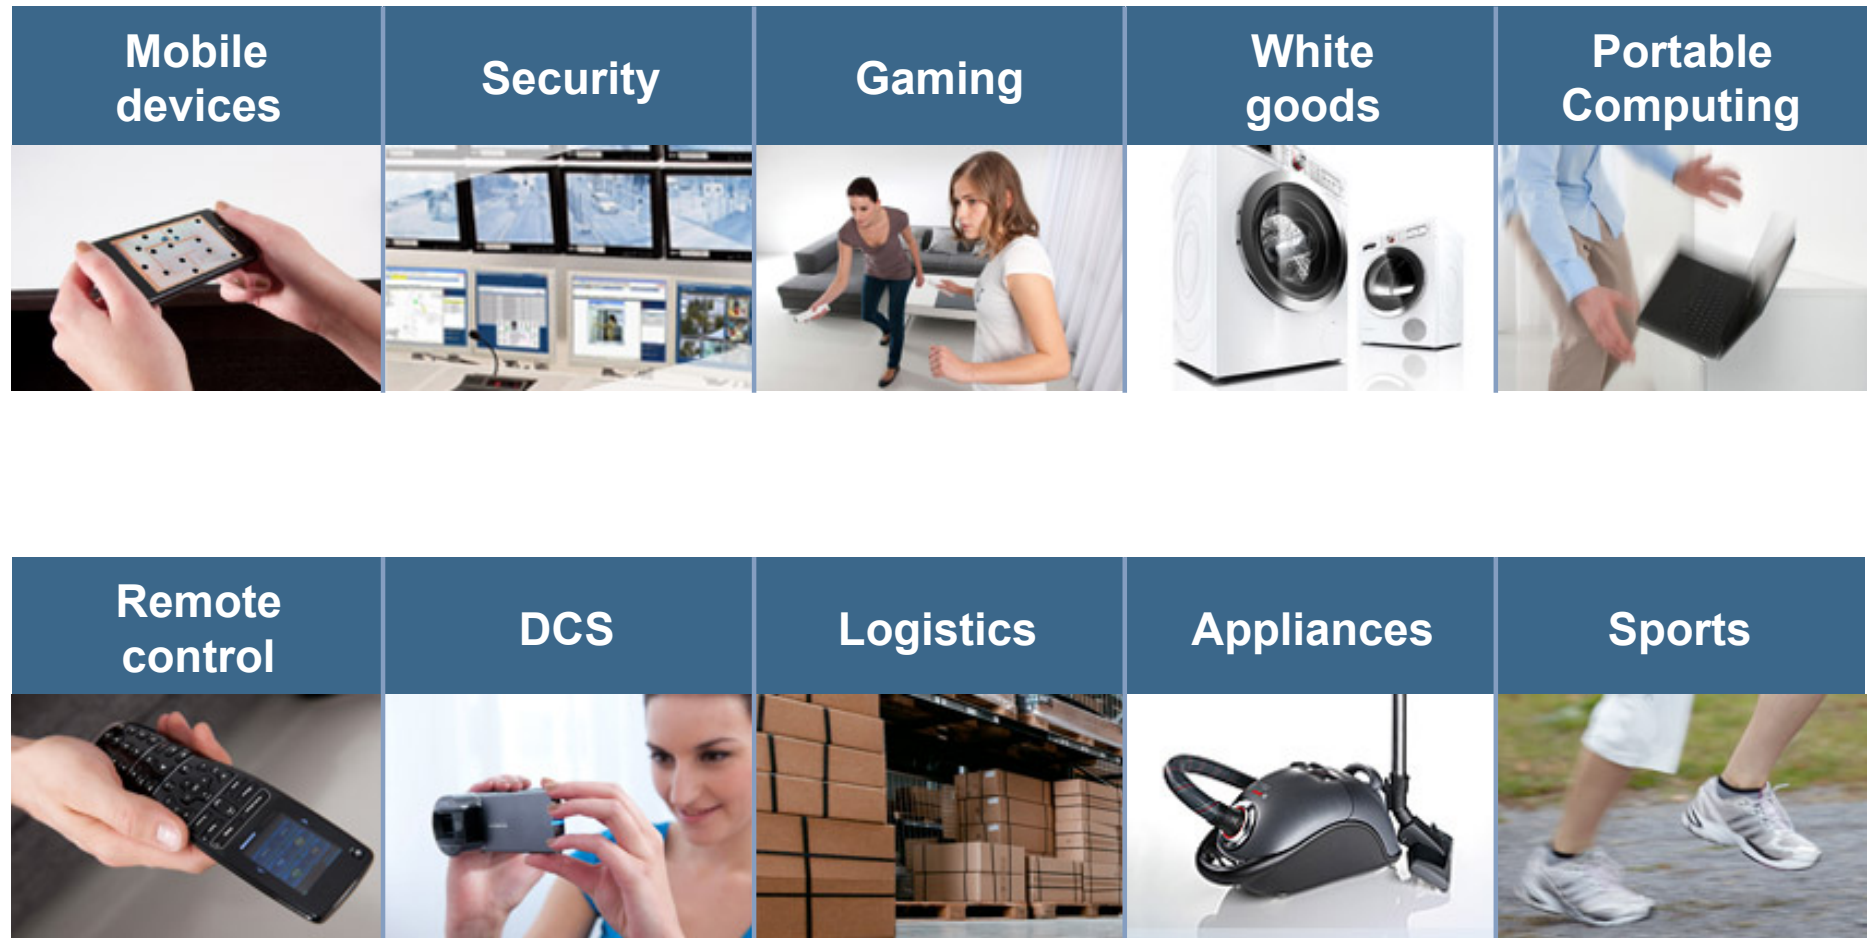 Mobile
devices
Security
Gaming
White
goods
Portable
Computing
Remote
control
DCS
Logistics
Appliances
Sports